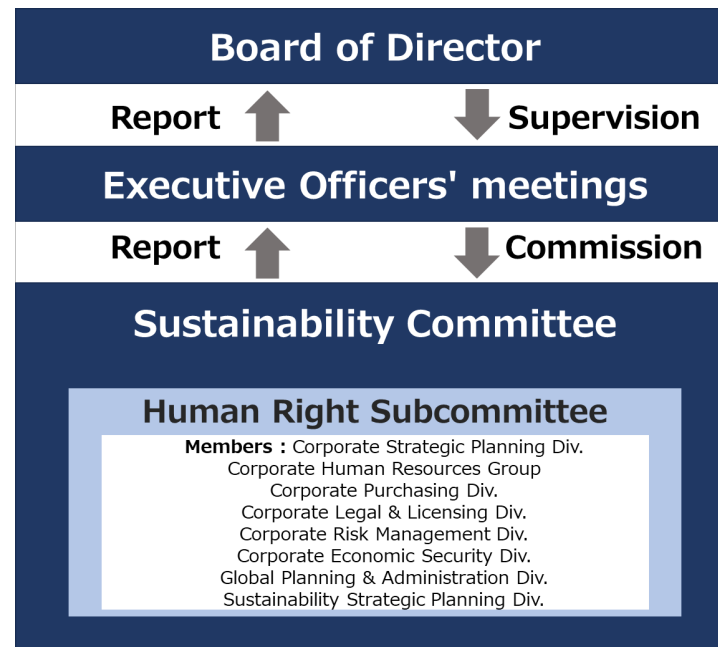 Board of Director
Report Supervision
Executive Officers' meetings
Report Commission
Sustainability Committee
Human Right Subcommittee
Members : Corporate Strategic Planning Div.
Corporate Human Resources Group
Corporate Purchasing Div.
Corporate Legal & Licensing Div.
Corporate Risk Management Div.
Corporate Economic Security Div.
Global Planning & Administration Div.
Sustainability Strategic Planning Div.